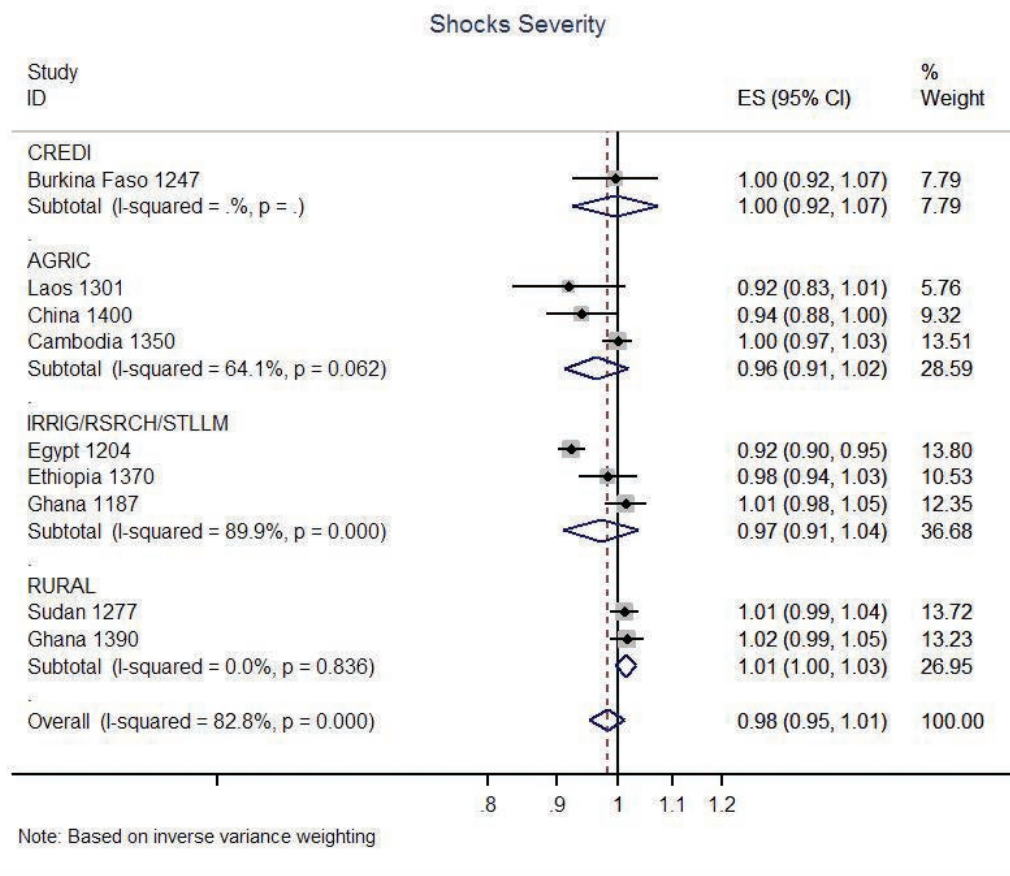 Shocks Severity
Study ID ES (95% CI) % Weight
CREDI
Burkina Faso 1247 1.00 (0.92, 1.07) 7.79
Subtotal (I-squared = .%, p = .) 1.00 (0.92, 1.07) 7.79
.
AGRIC
Laos 1301 0.92 (0.83, 1.01) 5.76
China 1400 0.94 (0.88, 1.00) 9.32
Cambodia 1350 1.00 (0.97, 1.03) 13.51
Subtotal (I-squared = 64.1%, p = 0.062) 0.96 (0.91, 1.02) 28.59
.
IRRIG/RSRCH/STLLM
Egypt 1204 0.92 (0.90, 0.95) 13.80
Ethiopia 1370 0.98 (0.94, 1.03) 10.53
Ghana 1187 1.01 (0.98, 1.05) 12.35
Subtotal (I-squared = 89.9%, p = 0.000) 0.97 (0.91, 1.04) 36.68
.
RURAL
Sudan 1277 1.01 (0.99, 1.04) 13.72
Ghana 1390 1.02 (0.99, 1.05) 13.23
Subtotal (I-squared = 0.0%, p = 0.836) 1.01 (1.00, 1.03) 26.95
.
Overall (I-squared = 82.8%, p = 0.000) 0.98 (0.95, 1.01) 100.00
.8 .9 1 1.1 1.2
Note: Based on inverse variance weighting